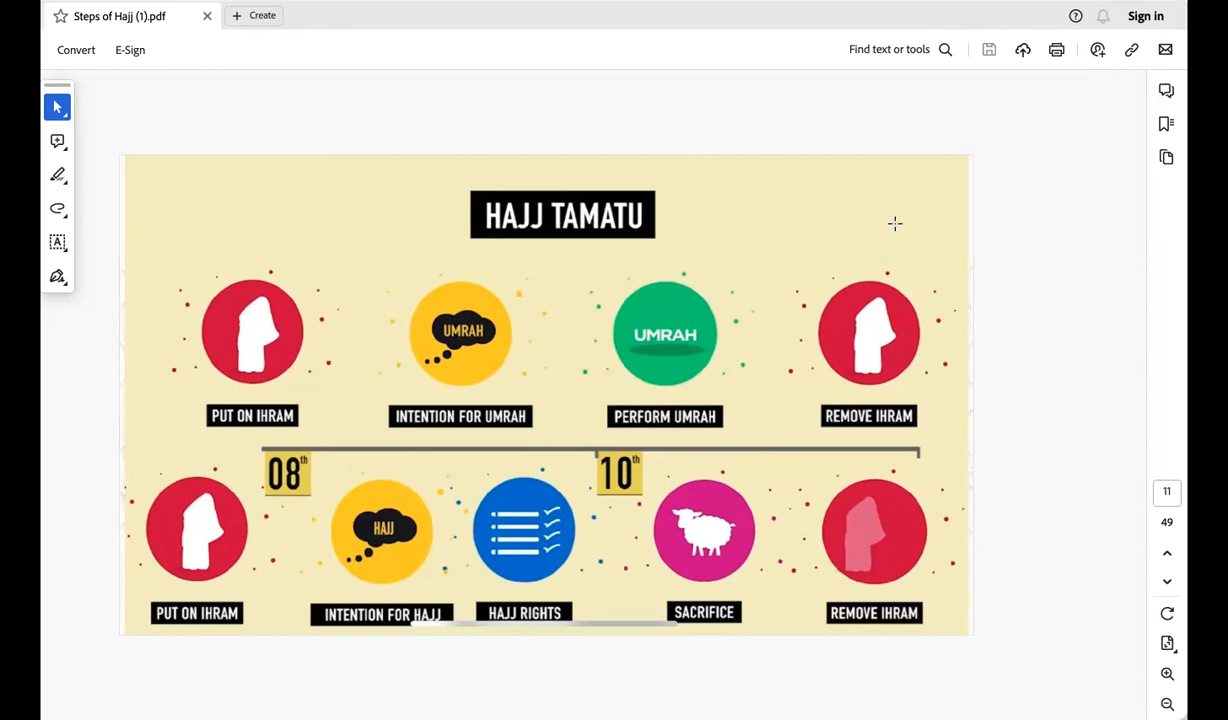 Steps of Hajj (1).pdf
Create
Sign in
Convert
E-Sign
Find text or tools
HAJJ TAMATU
UMRAH
UMRAH
PUT ON IHRAM
INTENTION FOR UMRAH
PERFORM UMRAH
REMOVE IHRAM
08th
10th
HAJJ
PUT ON IHRAM
INTENTION FOR HAJJ
HAJJ RIGHTS
SACRIFICE
REMOVE IHRAM
11
49